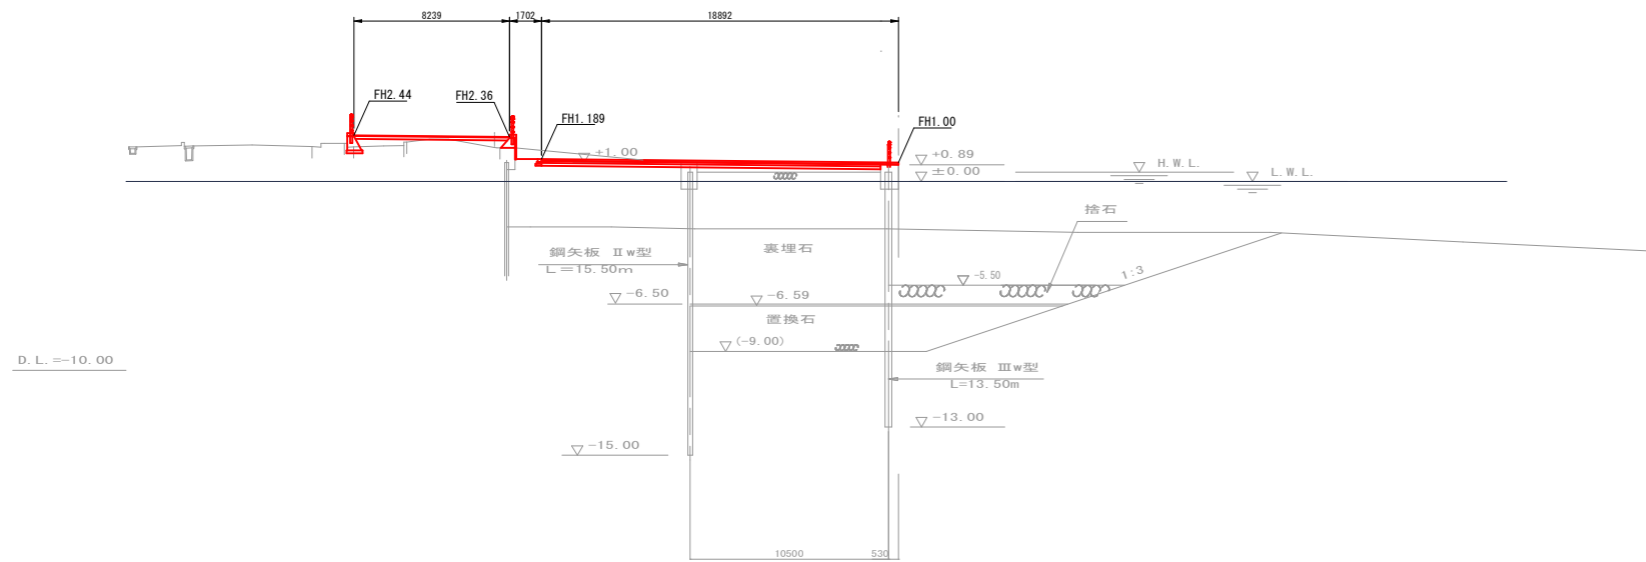 8239 1702 18892
FH2.44 FH2.36
FH1.189 FH1.00
+1.00 +0.89
±0.00
H.W.L. L.W.L.
捨石
鋼矢板 Ⅱw型
L=15.50m
裏埋石
1:3
-5.50
-6.50 -6.59
置換石
(-9.00)
D.L.=-10.00
鋼矢板 Ⅲw型
L=13.50m
-13.00
-15.00
10500 530